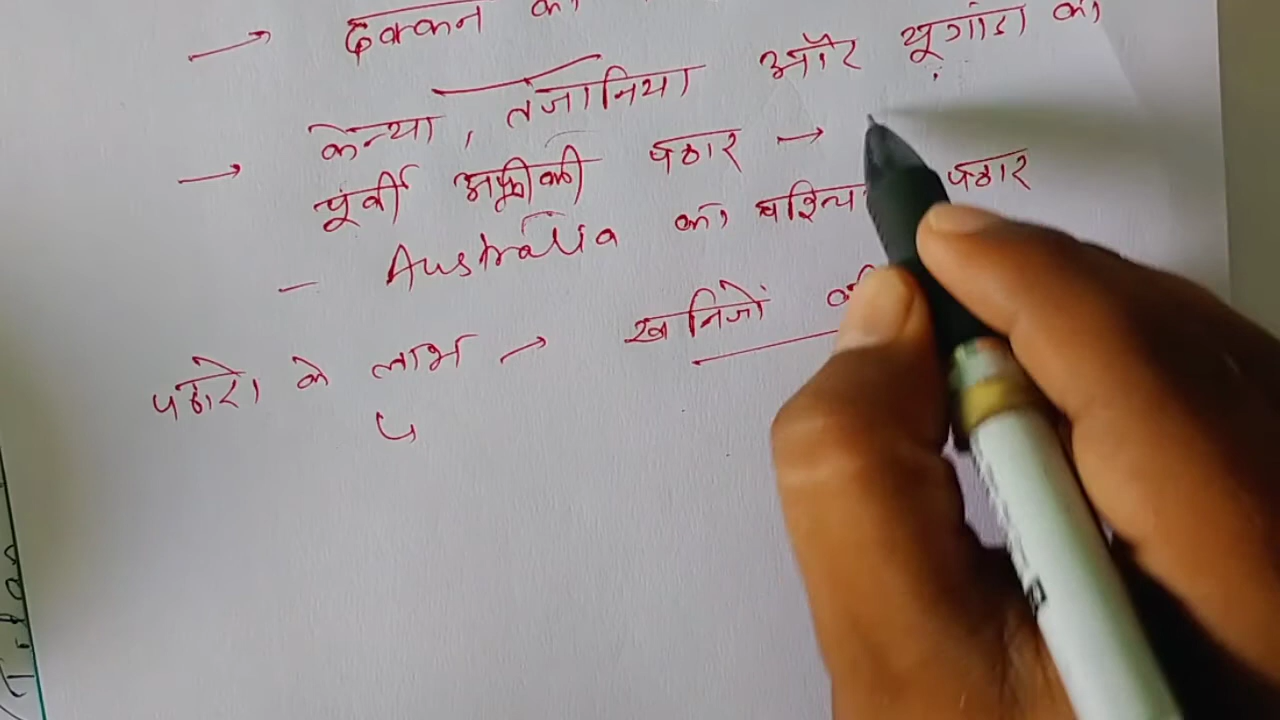 → दक्कन का
→ केन्या, तंजानिया और यूगांडा का
पूर्वी अफ्रीकी पठार →
- Australia का पश्चि पठार
पठारों के लाभ → खनिजों की